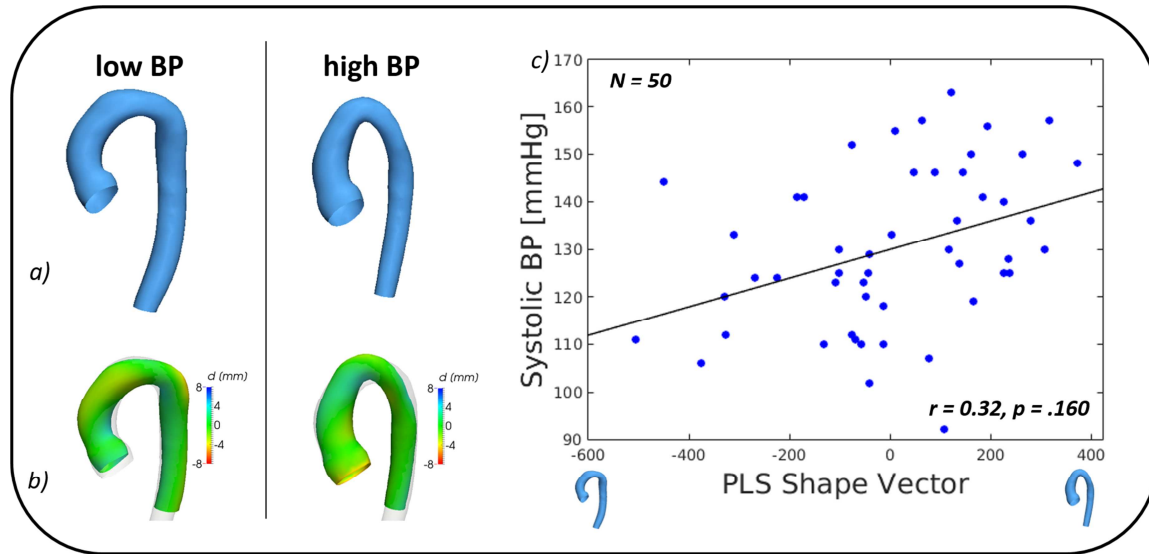 low BP
high BP
a)
b)
d (mm)
8
4
0
-4
-8
d (mm)
8
4
0
-4
-8
c)
N = 50
r = 0.32, p = .160
Systolic BP [mmHg]
170
160
150
140
130
120
110
100
90
-600
-400
-200
0
200
400
PLS Shape Vector